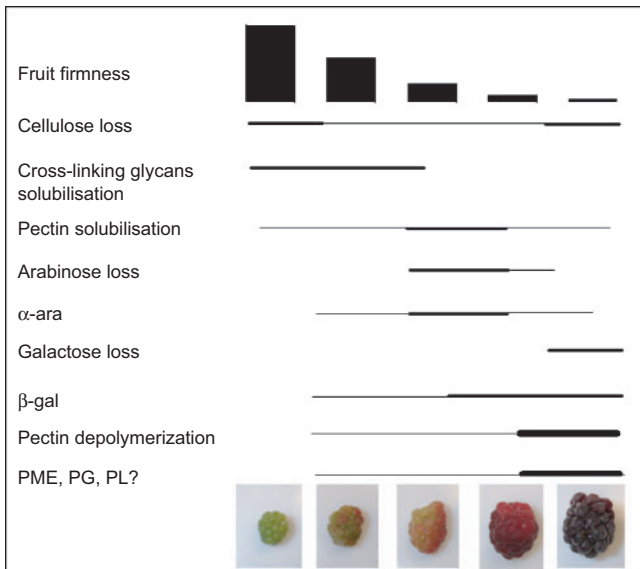 Fruit firmness
Cellulose loss
Cross-linking glycans
solubilisation
Pectin solubilisation
Arabinose loss
α-ara
Galactose loss
β-gal
Pectin depolymerization
PME, PG, PL?